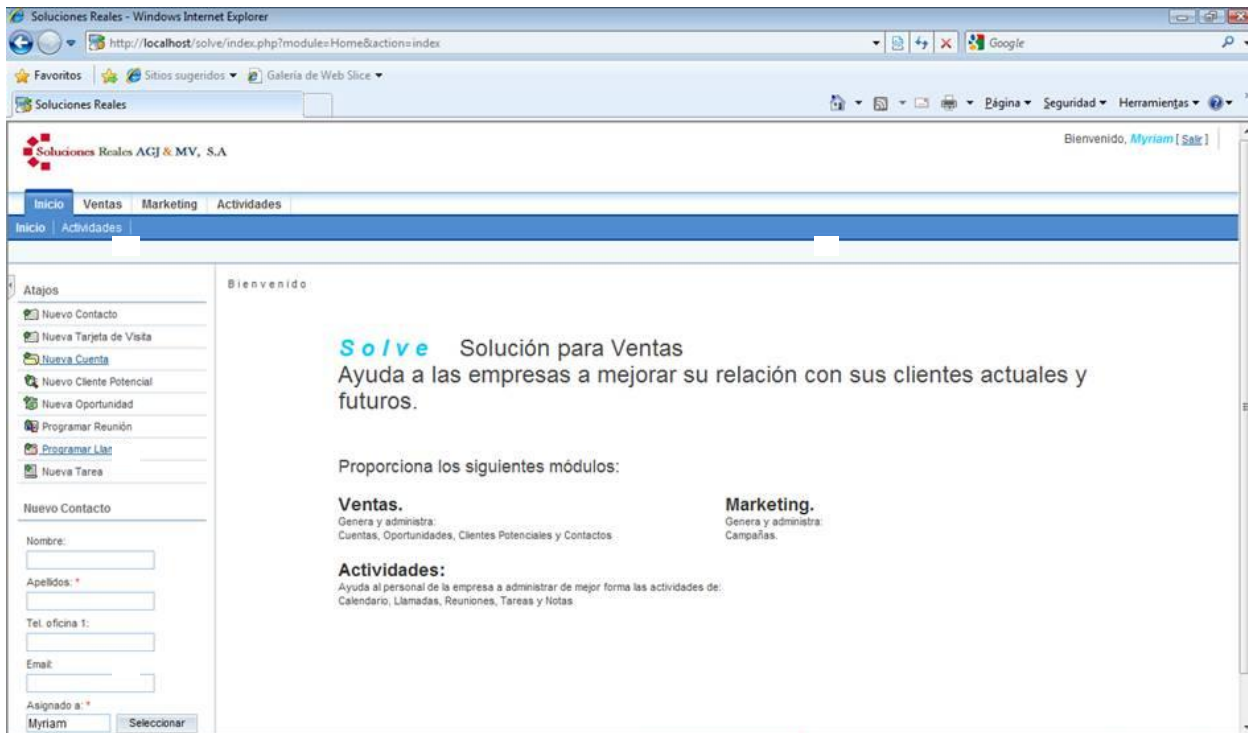 Soluciones Reales - Windows Internet Explorer
http://localhost/solve/index.php?module=Home&action=index
Google
Favoritos
Sitios sugeridos
Galería de Web Slice
Soluciones Reales
Página
Seguridad
Herramientas
Soluciones Reales AGJ & MV, S.A
Bienvenido, Myriam [ Salir ]
Inicio Ventas Marketing Actividades
Inicio | Actividades |
Atajos
Nuevo Contacto
Nueva Tarjeta de Visita
Nueva Cuenta
Nuevo Cliente Potencial
Nueva Oportunidad
Programar Reunión
Programar Llar
Nueva Tarea
Nuevo Contacto
Nombre:
Apellidos: *
Tel. oficina 1:
Email:
Asignado a: *
Myriam
Seleccionar
Bienvenido
Solve Solución para Ventas
Ayuda a las empresas a mejorar su relación con sus clientes actuales y
futuros.
Proporciona los siguientes módulos:
Ventas.
Genera y administra:
Cuentas, Oportunidades, Clientes Potenciales y Contactos
Marketing.
Genera y administra:
Campañas.
Actividades:
Ayuda al personal de la empresa a administrar de mejor forma las actividades de:
Calendario, Llamadas, Reuniones, Tareas y Notas